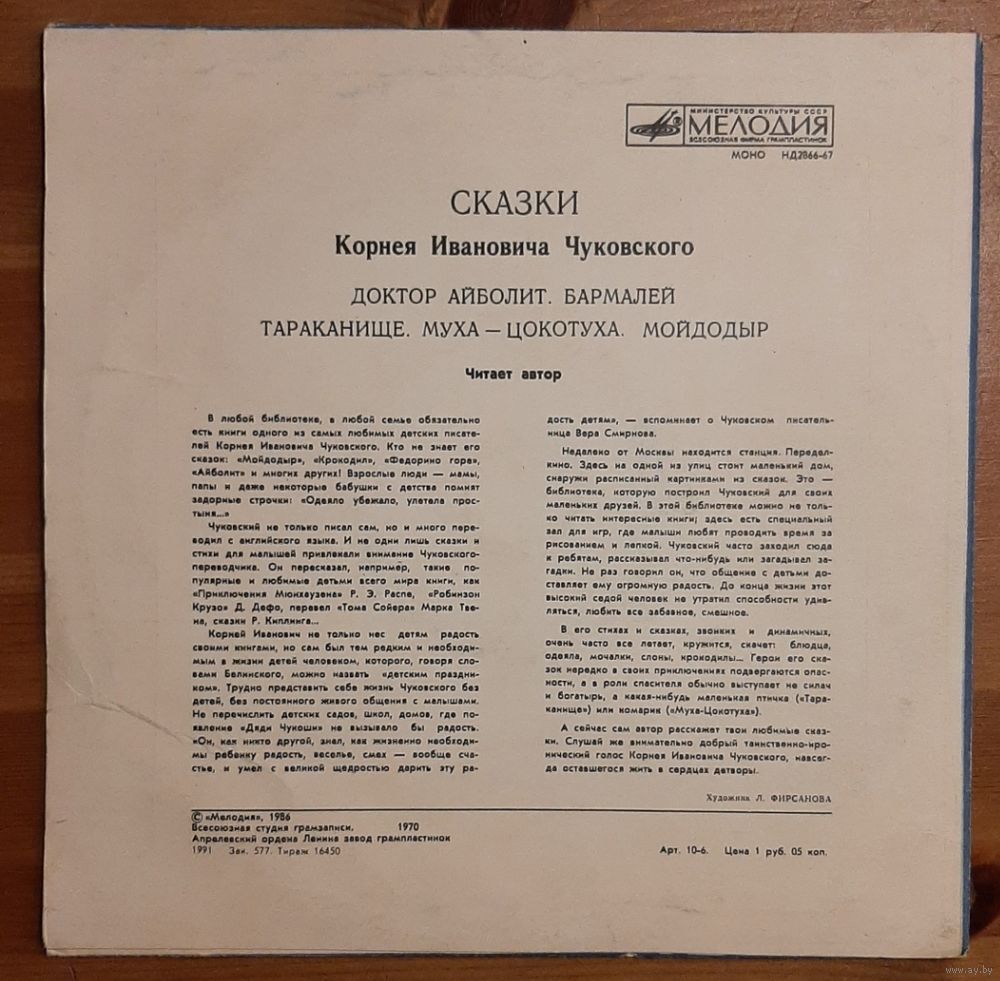 МИНИСТЕРСТВО КУЛЬТУРЫ СССР
МЕЛОДИЯ
ВСЕСОЮЗНАЯ ФИРМА ГРАМПЛАСТИНОК
МОНО НД2866-67
СКАЗКИ
Корнея Ивановича Чуковского
ДОКТОР АЙБОЛИТ. БАРМАЛЕЙ
ТАРАКАНИЩЕ. МУХА — ЦОКОТУХА. МОЙДОДЫР
Читает автор
В любой библиотеке, в любой семье обязательно
есть книги одного из самых любимых детских писате-
лей Корнея Ивановича Чуковского. Кто не знает его
сказок: «Мойдодыр», «Крокодил», «Федорино горе»,
«Айболит» и многих других! Взрослые люди — мамы,
папы и даже некоторые бабушки с детства помнят
задорные строчки: «Одеяло убежало, улетела прос-
тыня...»
Чуковский не только писал сам, но и много пере-
водил с английского языка. И не одни лишь сказки и
стихи для малышей привлекали внимание Чуковского-
переводчика. Он пересказал, например, такие по-
пулярные и любимые детьми всего мира книги, как
«Приключения Мюнхаузена» Р. Э. Распе, «Робинзон
Крузо» Д. Дефо, перевел «Тома Сойера» Марка Тве-
на, сказки Р. Киплинга...
Корней Иванович не только нес детям радость
своими книгами, но сам был тем редким и необходи-
мым в жизни детей человеком, которого, говоря сло-
вами Белинского, можно назвать «детским праздни-
ком». Трудно представить себе жизнь Чуковского без
детей, без постоянного живого общения с малышами.
Не перечислить детских садов, школ, домов, где по-
явление «Дяди Чукоши» не вызывало бы радость.
«Он, как никто другой, знал, как жизненно необходи-
мы ребенку радость, веселье, смех — вообще сча-
стье, и умел с великой щедростью дарить эту ра-
дость детям», — вспоминает о Чуковском писатель-
ница Вера Смирнова.
Недалеко от Москвы находится станция. Передел-
кино. Здесь на одной из улиц стоит маленький дом,
снаружи расписанный картинками из сказок. Это —
библиотека, которую построил Чуковский для своих
маленьких друзей. В этой библиотеке можно не толь-
ко читать интересные книги; здесь есть специальный
зал для игр, где малыши любят проводить время за
рисованием и лепкой. Чуковский часто заходил сюда
к ребятам, рассказывал что-нибудь или загадывал за-
гадки. Не раз говорил он, что общение с детьми до-
ставляет ему огромную радость. До конца жизни этот
высокий седой человек не утратил способности удив-
ляться, любить все забавное, смешное.
В его стихах и сказках, звонких и динамичных,
очень часто все летает, кружится, скачет: блюдца,
одеяла, мочалки, слоны, крокодилы... Герои его ска-
зок нередко в своих приключениях подвергаются опас-
ности, а в роли спасителя обычно выступает не силач
и богатырь, а какая-нибудь маленькая птичка («Тара-
канище») или комарик («Муха-Цокотуха»).
А сейчас сам автор расскажет твои любимые сказ-
ки. Слушай же внимательно добрый таинственно-иро-
нический голос Корнея Ивановича Чуковского, навсег-
да оставшегося жить в сердцах детворы.
Художник Л. ФИРСАНОВА
© «Мелодия», 1986
Всесоюзная студия грамзаписи. 1970
Апрелевский ордена Ленина завод грампластинок
1991 Зак. 577. Тираж 16450
Арт. 10-6. Цена 1 руб. 05 коп.
www.ay.by